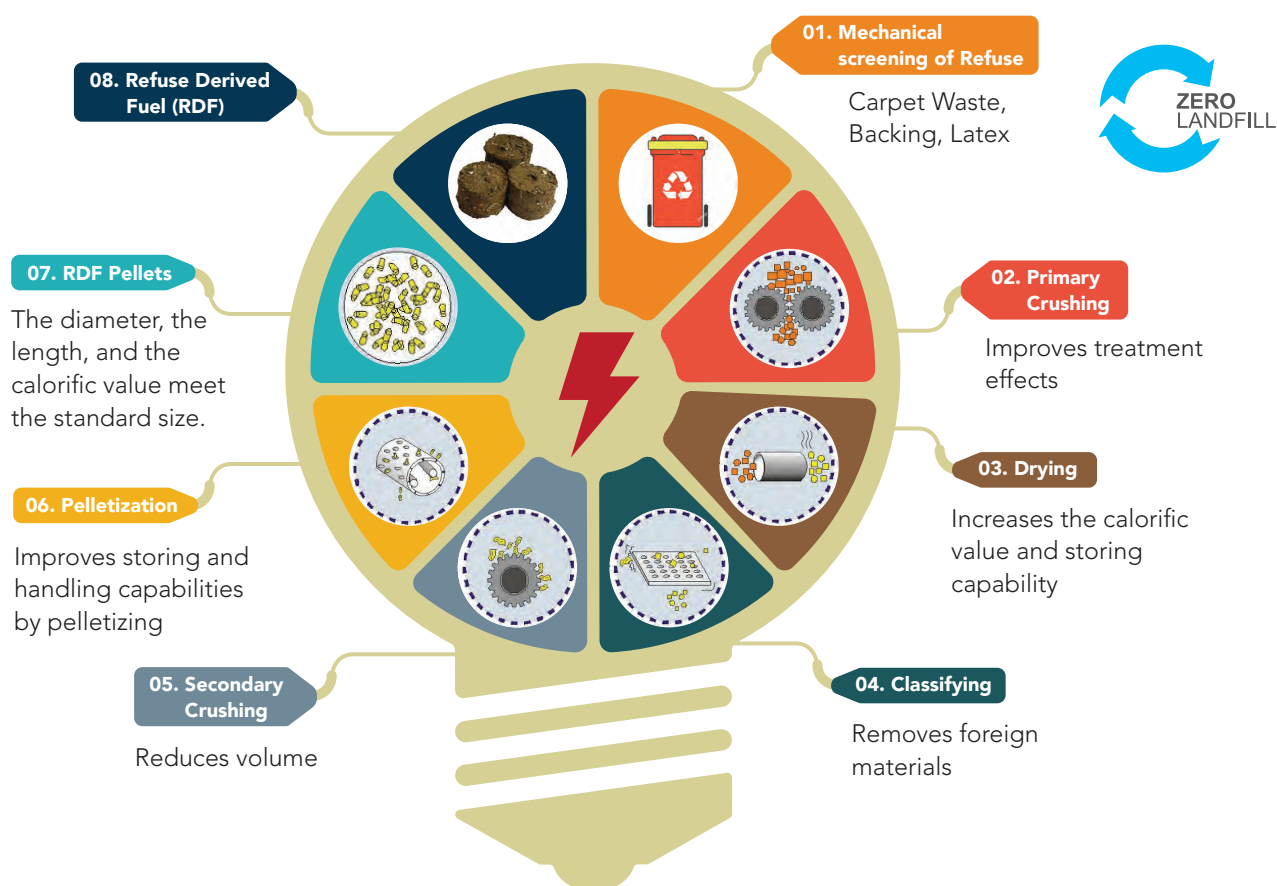 01. Mechanical
screening of Refuse
Carpet Waste,
Backing, Latex
ZERO
LANDFILL
02. Primary
Crushing
Improves treatment
effects
03. Drying
Increases the calorific
value and storing
capability
04. Classifying
Removes foreign
materials
05. Secondary
Crushing
Reduces volume
06. Pelletization
Improves storing and
handling capabilities
by pelletizing
07. RDF Pellets
The diameter, the
length, and the
calorific value meet
the standard size.
08. Refuse Derived
Fuel (RDF)